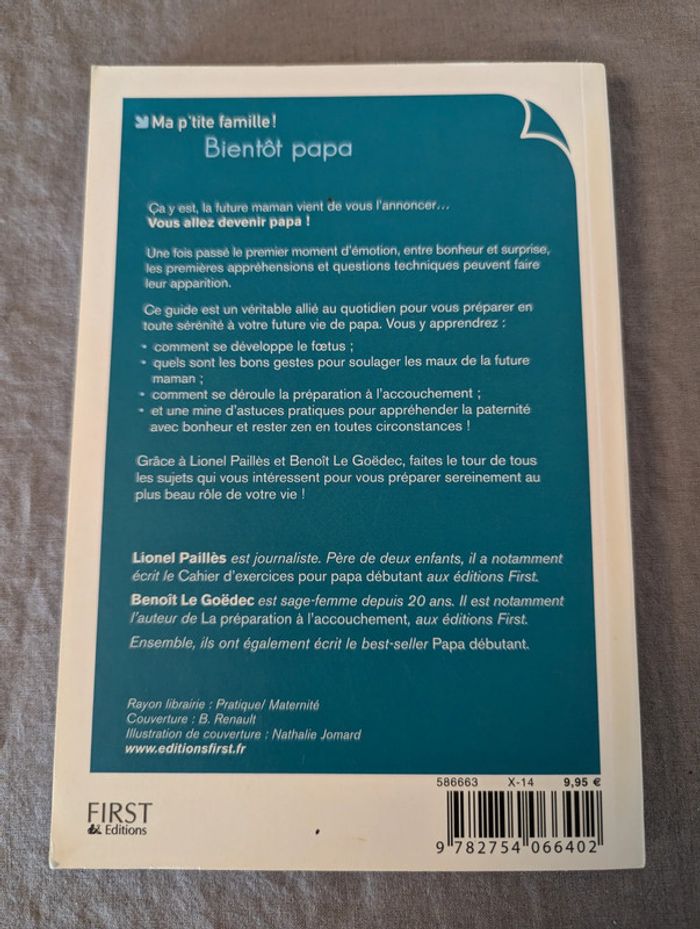 Ma p'tite famille!
Bientôt papa
Ça y est, la future maman vient de vous l'annoncer...
Vous allez devenir papa !
Une fois passé le premier moment d'émotion, entre bonheur et surprise,
les premières appréhensions et questions techniques peuvent faire
leur apparition.
Ce guide est un véritable allié au quotidien pour vous préparer en
toute sérénité à votre future vie de papa. Vous y apprendrez :
• comment se développe le fœtus ;
• quels sont les bons gestes pour soulager les maux de la future
maman ;
• comment se déroule la préparation à l'accouchement ;
• et une mine d'astuces pratiques pour appréhender la paternité
avec bonheur et rester zen en toutes circonstances !
Grâce à Lionel Paillès et Benoît Le Goëdec, faites le tour de tous
les sujets qui vous intéressent pour vous préparer sereinement au
plus beau rôle de votre vie !
Lionel Paillès est journaliste. Père de deux enfants, il a notamment
écrit le Cahier d'exercices pour papa débutant aux éditions First.
Benoît Le Goëdec est sage-femme depuis 20 ans. Il est notamment
l'auteur de La préparation à l'accouchement, aux éditions First.
Ensemble, ils ont également écrit le best-seller Papa débutant.
Rayon librairie : Pratique/ Maternité
Couverture : B. Renault
Illustration de couverture : Nathalie Jomard
www.editionsfirst.fr
586663 X-14 9,95 €
FIRST
Editions
9 782754 066402